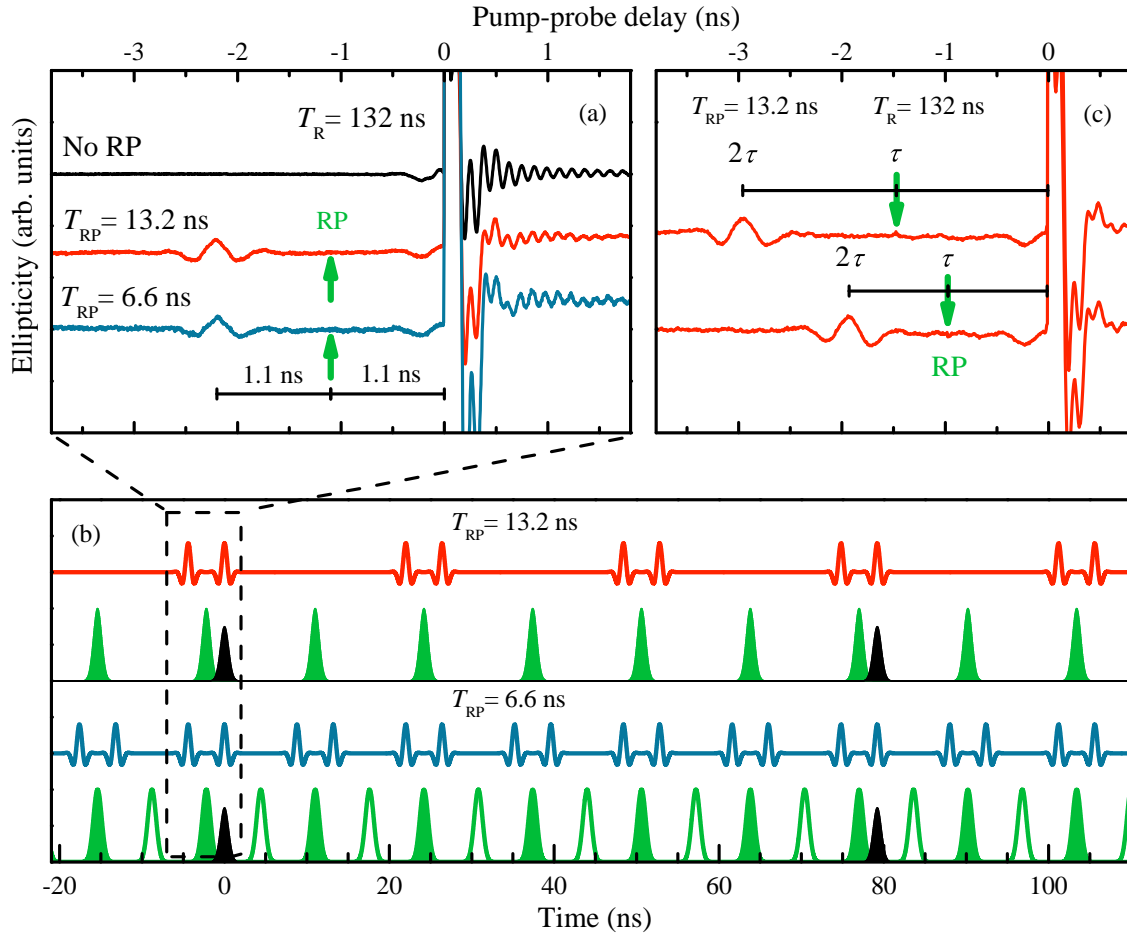 Pump-probe delay (ns)
-3 -2 -1 0 1
-3 -2 -1 0
Ellipticity (arb. units)
(a)
T_R = 132 ns
No RP
T_RP = 13.2 ns
RP
T_RP = 6.6 ns
1.1 ns 1.1 ns
(c)
T_RP = 13.2 ns T_R = 132 ns
2τ τ
2τ τ
RP
(b)
T_RP = 13.2 ns
T_RP = 6.6 ns
-20 0 20 40 60 80 100
Time (ns)